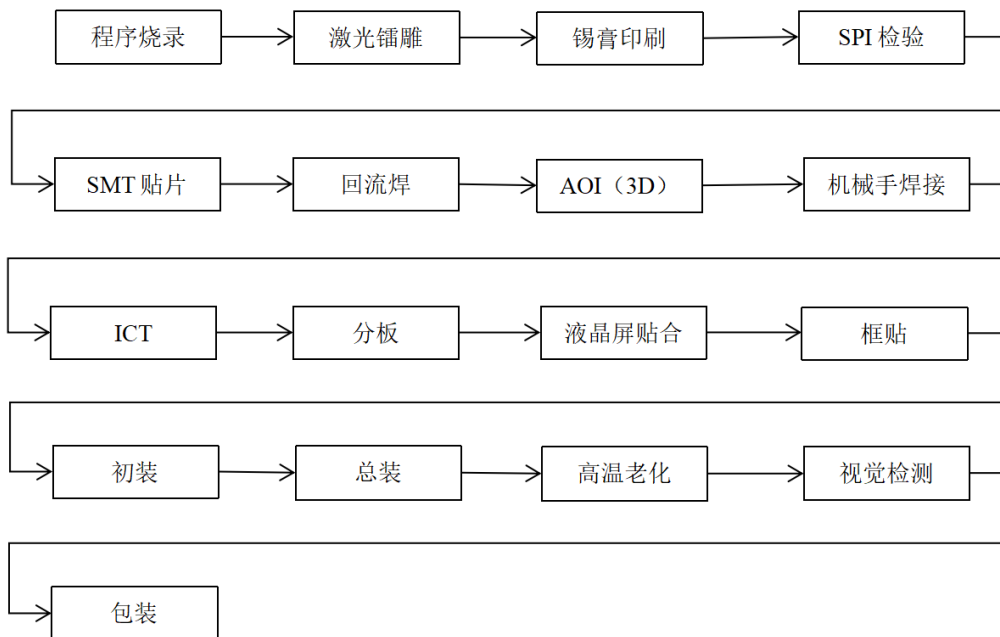 程序烧录
激光镭雕
锡膏印刷
SPI 检验
SMT 贴片
回流焊
AOI（3D）
机械手焊接
ICT
分板
液晶屏贴合
框贴
初装
总装
高温老化
视觉检测
包装